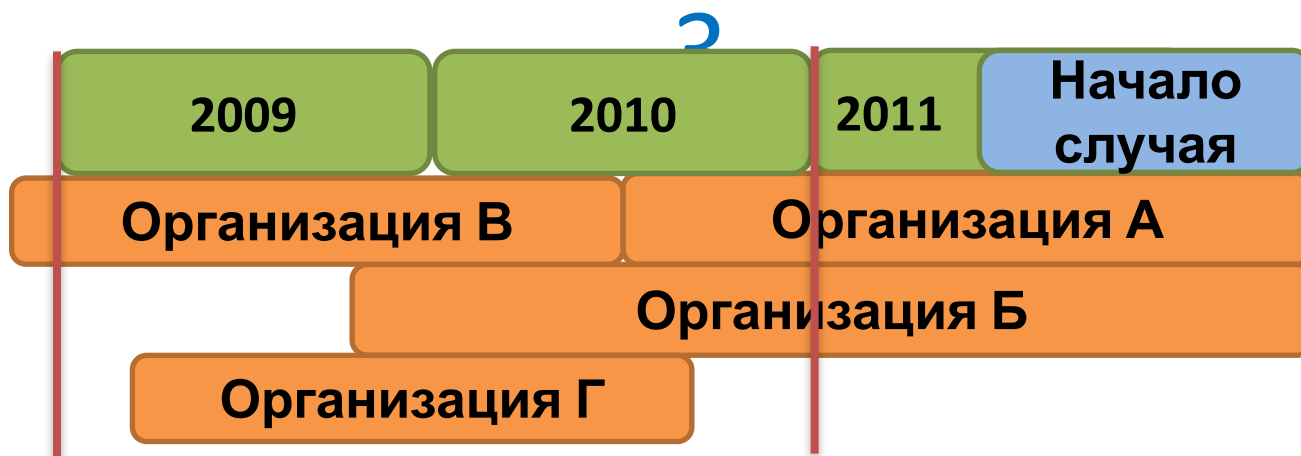 2009
2010
2011
Начало
случая
Организация В
Организация А
Организация Б
Организация Г